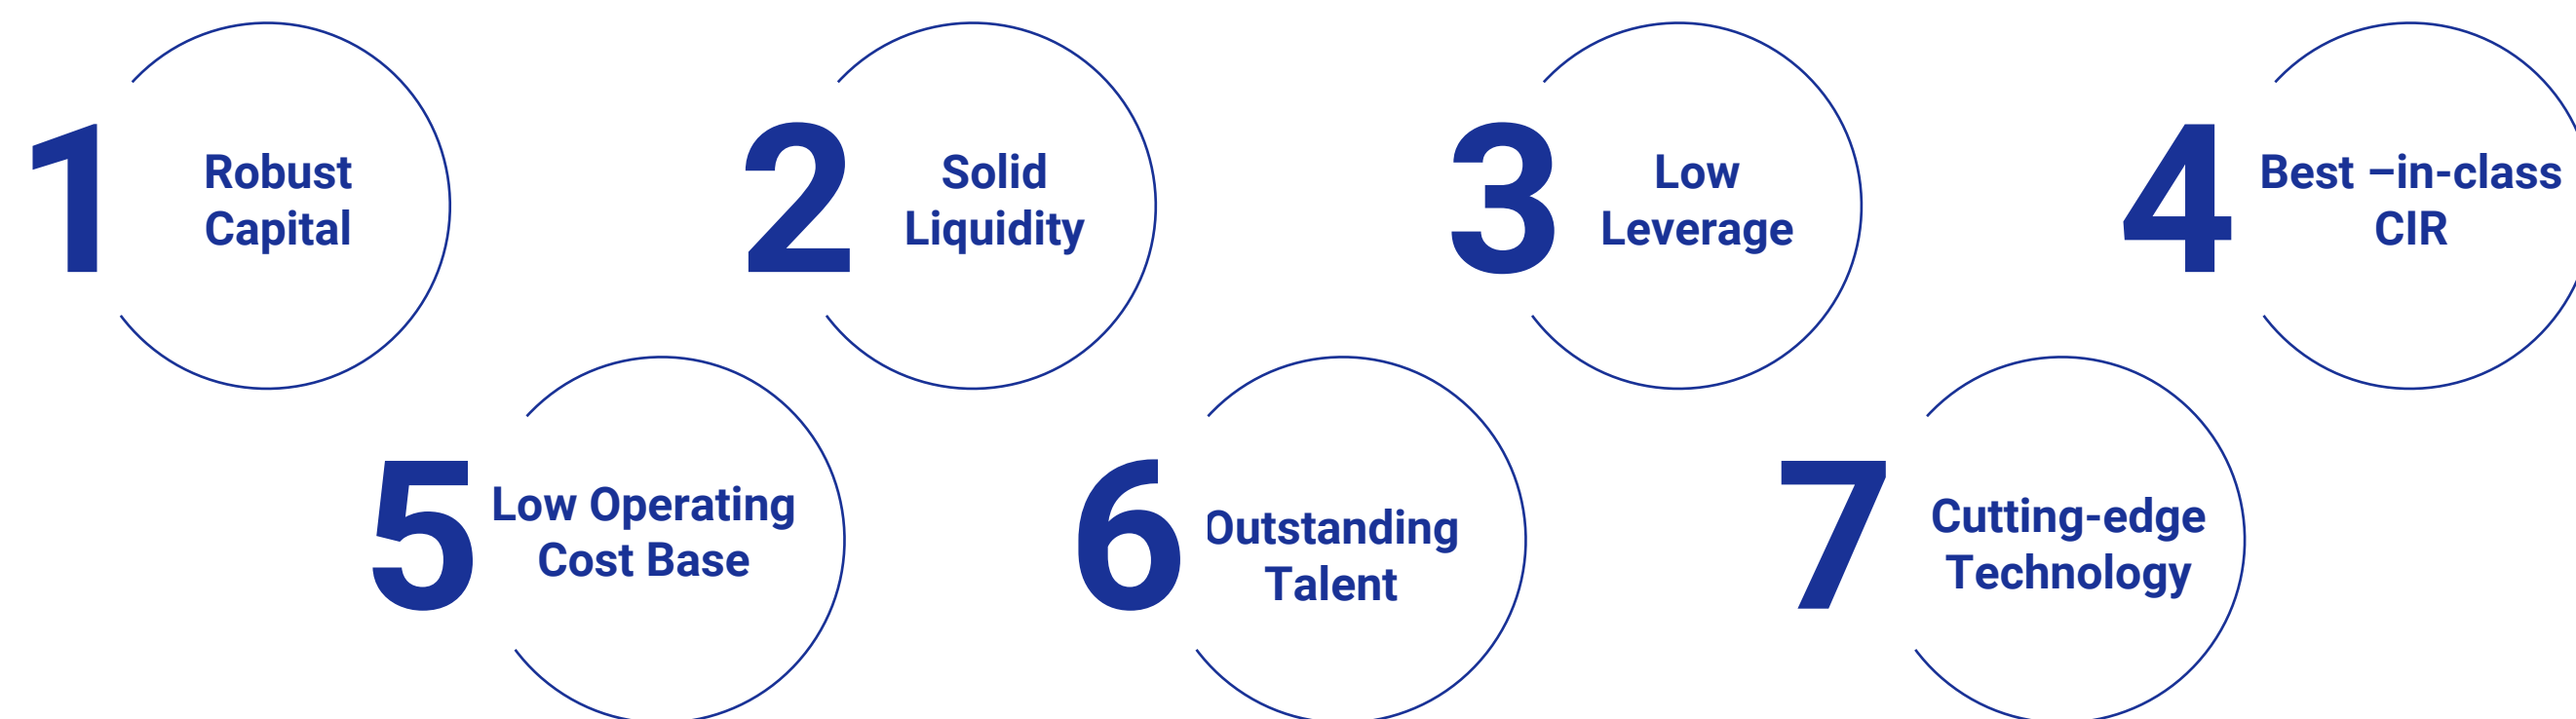 1
Robust
Capital
2
Solid
Liquidity
3
Low
Leverage
4
Best –in-class
CIR
5
Low Operating
Cost Base
6
Outstanding
Talent
7
Cutting-edge
Technology